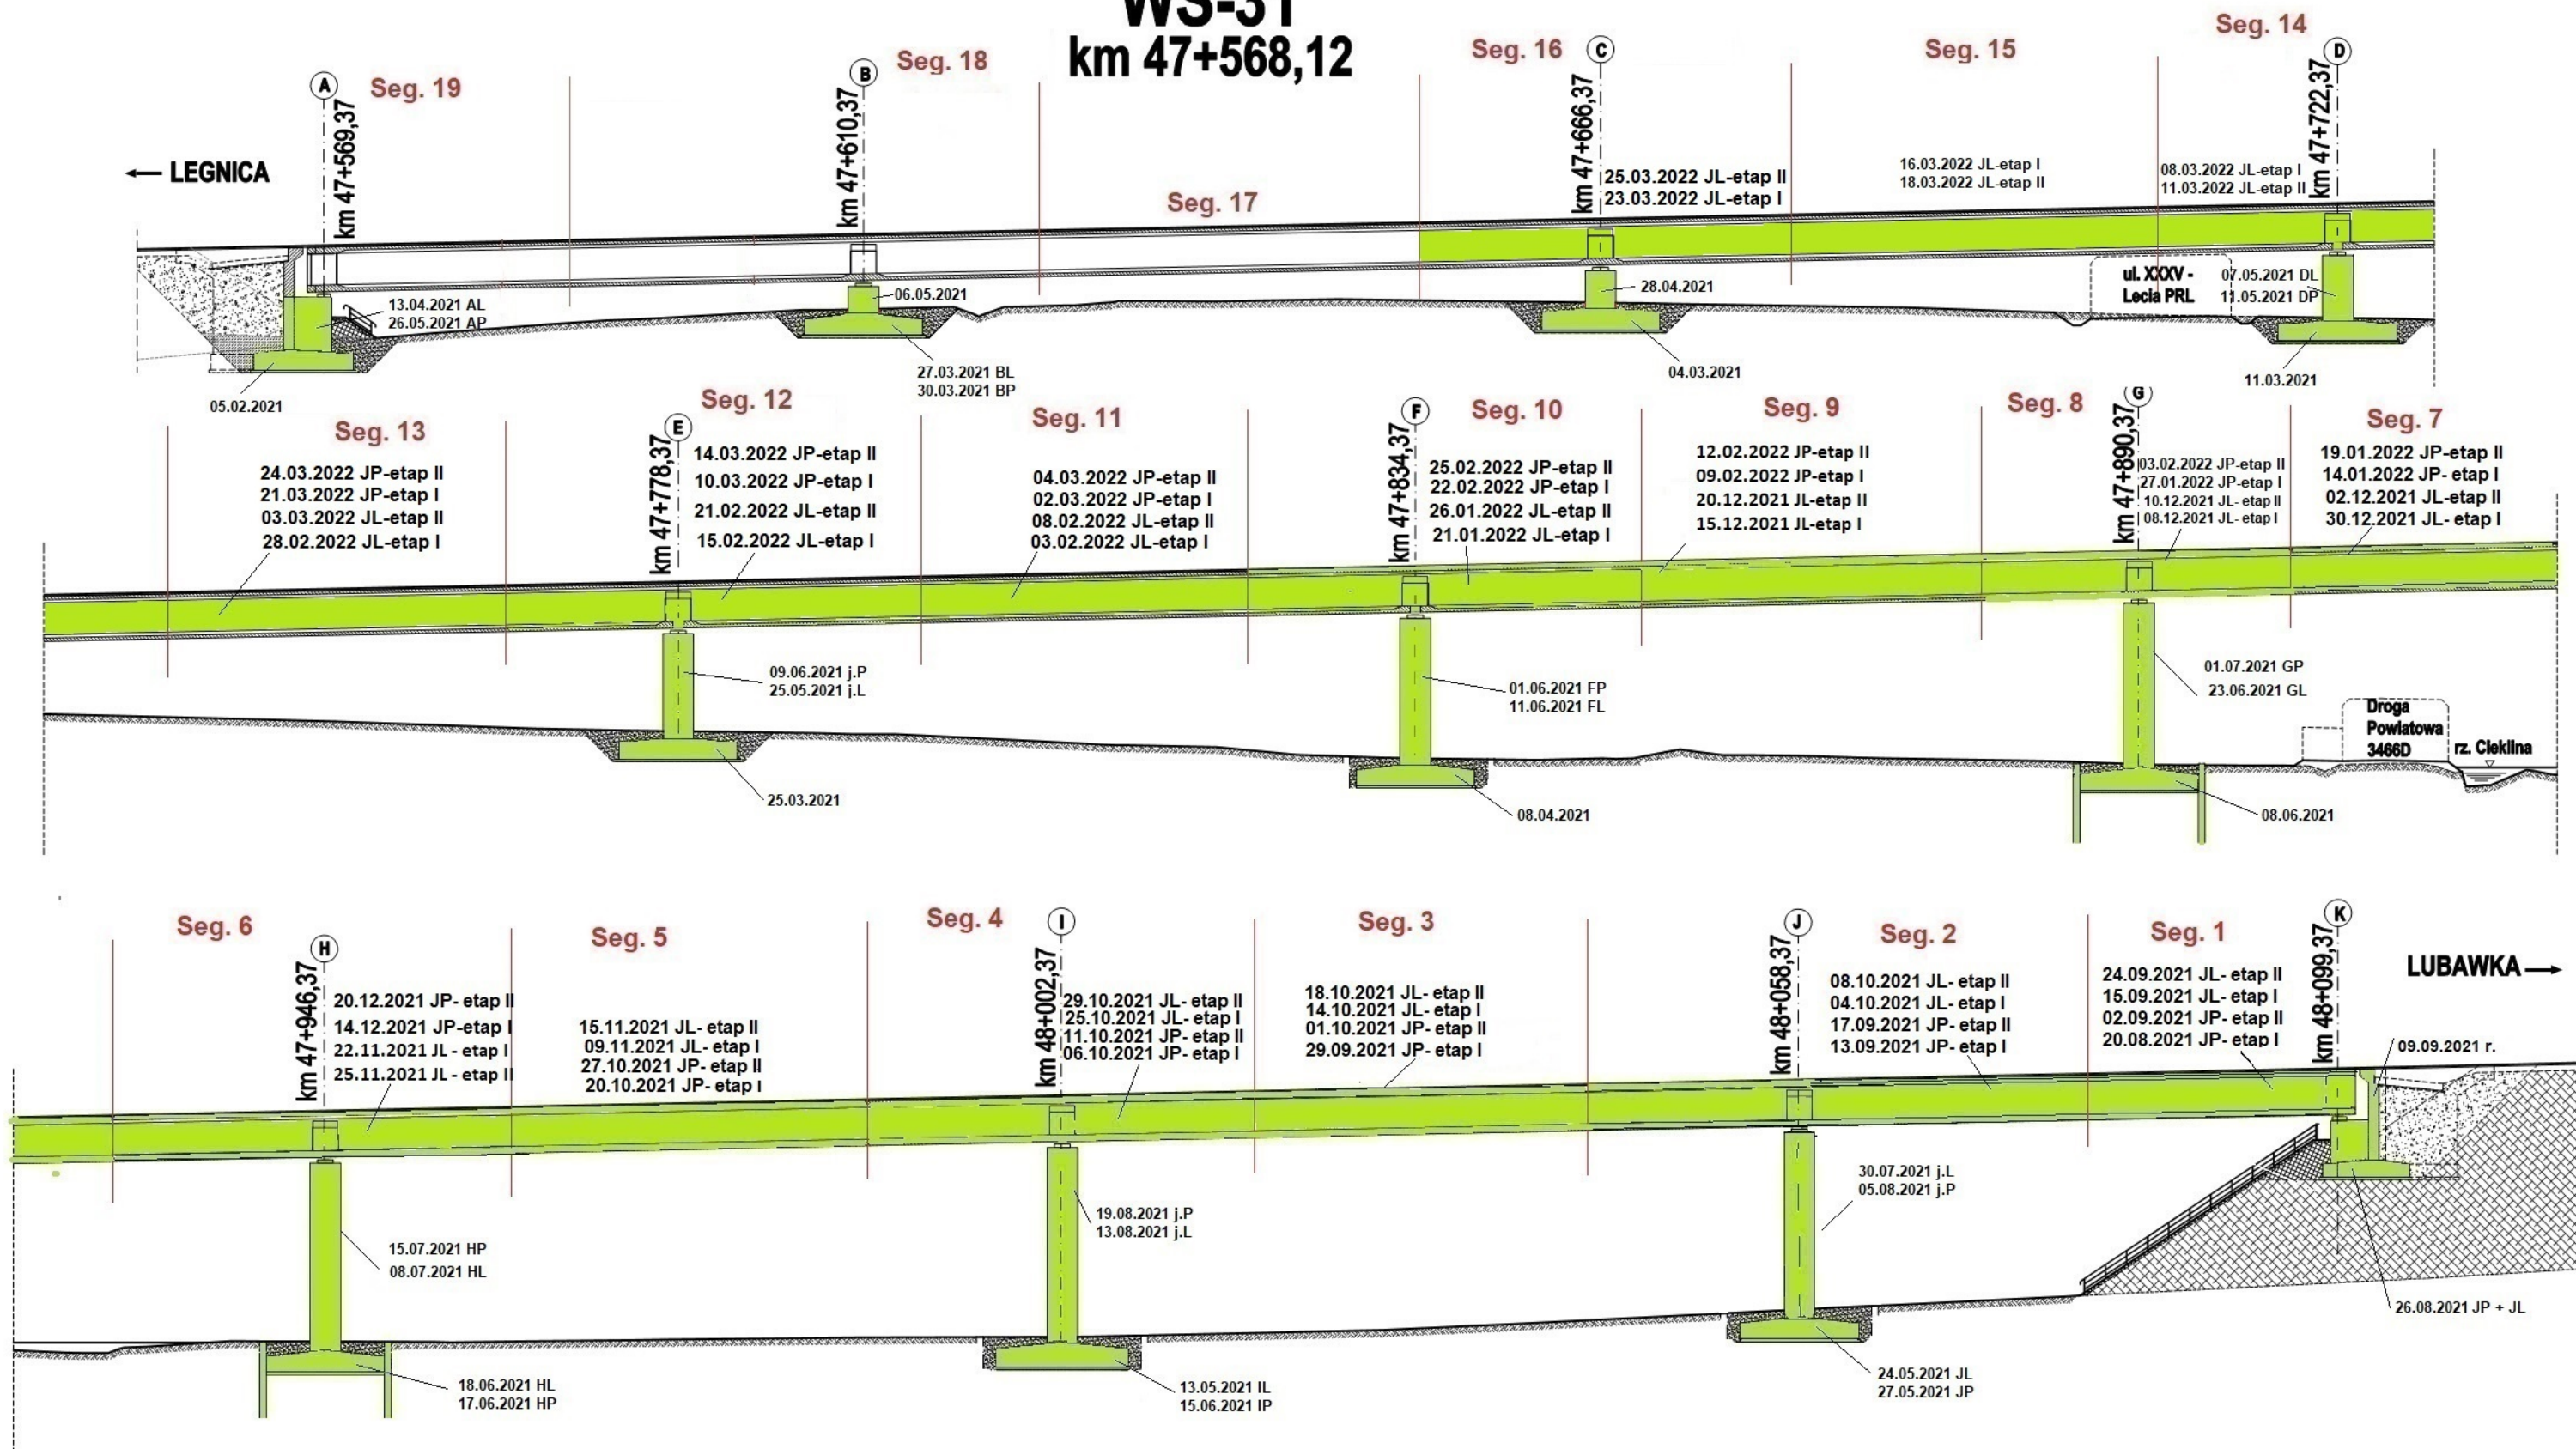 WS-31
km 47+568,12
Seg. 19
Seg. 18
Seg. 17
Seg. 16
Seg. 15
Seg. 14
A
km 47+569,37
B
km 47+610,37
C
km 47+666,37
D
km 47+722,37
← LEGNICA
25.03.2022 JL-etap II
23.03.2022 JL-etap I
16.03.2022 JL-etap I
18.03.2022 JL-etap II
08.03.2022 JL-etap I
11.03.2022 JL-etap II
13.04.2021 AL
26.05.2021 AP
05.02.2021
06.05.2021
27.03.2021 BL
30.03.2021 BP
28.04.2021
04.03.2021
ul. XXXV -
Lecia PRL
07.05.2021 DL
11.05.2021 DP
11.03.2021
Seg. 13
Seg. 12
Seg. 11
Seg. 10
Seg. 9
Seg. 8
Seg. 7
E
km 47+778,37
F
km 47+834,37
G
km 47+890,37
24.03.2022 JP-etap II
21.03.2022 JP-etap I
03.03.2022 JL-etap II
28.02.2022 JL-etap I
14.03.2022 JP-etap II
10.03.2022 JP-etap I
21.02.2022 JL-etap II
15.02.2022 JL-etap I
04.03.2022 JP-etap II
02.03.2022 JP-etap I
08.02.2022 JL-etap II
03.02.2022 JL-etap I
25.02.2022 JP-etap II
22.02.2022 JP-etap I
26.01.2022 JL-etap II
21.01.2022 JL-etap I
12.02.2022 JP-etap II
09.02.2022 JP-etap I
20.12.2021 JL-etap II
15.12.2021 JL-etap I
03.02.2022 JP-etap II
27.01.2022 JP-etap I
10.12.2021 JL- etap II
08.12.2021 JL- etap I
19.01.2022 JP-etap II
14.01.2022 JP- etap I
02.12.2021 JL-etap II
30.12.2021 JL- etap I
09.06.2021 j.P
25.05.2021 j.L
25.03.2021
01.06.2021 FP
11.06.2021 FL
08.04.2021
01.07.2021 GP
23.06.2021 GL
08.06.2021
Droga
Powiatowa
3466D
rz. Cieklina
Seg. 6
Seg. 5
Seg. 4
Seg. 3
Seg. 2
Seg. 1
H
km 47+946,37
I
km 48+002,37
J
km 48+058,37
K
km 48+099,37
LUBAWKA →
20.12.2021 JP- etap II
14.12.2021 JP-etap I
22.11.2021 JL - etap I
25.11.2021 JL - etap II
15.11.2021 JL- etap II
09.11.2021 JL- etap I
27.10.2021 JP- etap II
20.10.2021 JP- etap I
29.10.2021 JL- etap II
25.10.2021 JL- etap I
11.10.2021 JP- etap II
06.10.2021 JP- etap I
18.10.2021 JL- etap II
14.10.2021 JL- etap I
01.10.2021 JP- etap II
29.09.2021 JP- etap I
08.10.2021 JL- etap II
04.10.2021 JL- etap I
17.09.2021 JP- etap II
13.09.2021 JP- etap I
24.09.2021 JL- etap II
15.09.2021 JL- etap I
02.09.2021 JP- etap II
20.08.2021 JP- etap I
09.09.2021 r.
15.07.2021 HP
08.07.2021 HL
18.06.2021 HL
17.06.2021 HP
19.08.2021 j.P
13.08.2021 j.L
13.05.2021 IL
15.06.2021 IP
30.07.2021 j.L
05.08.2021 j.P
24.05.2021 JL
27.05.2021 JP
26.08.2021 JP + JL